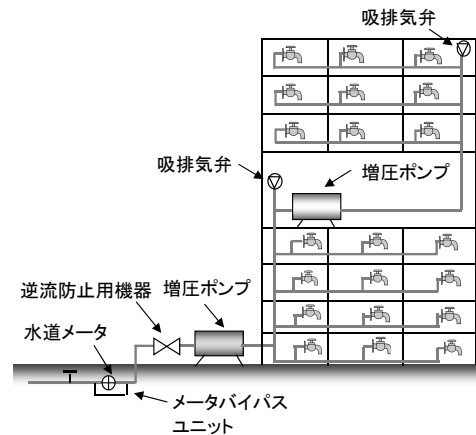 吸排気弁
吸排気弁
増圧ポンプ
逆流防止用機器
増圧ポンプ
水道メータ
メータバイパス
ユニット